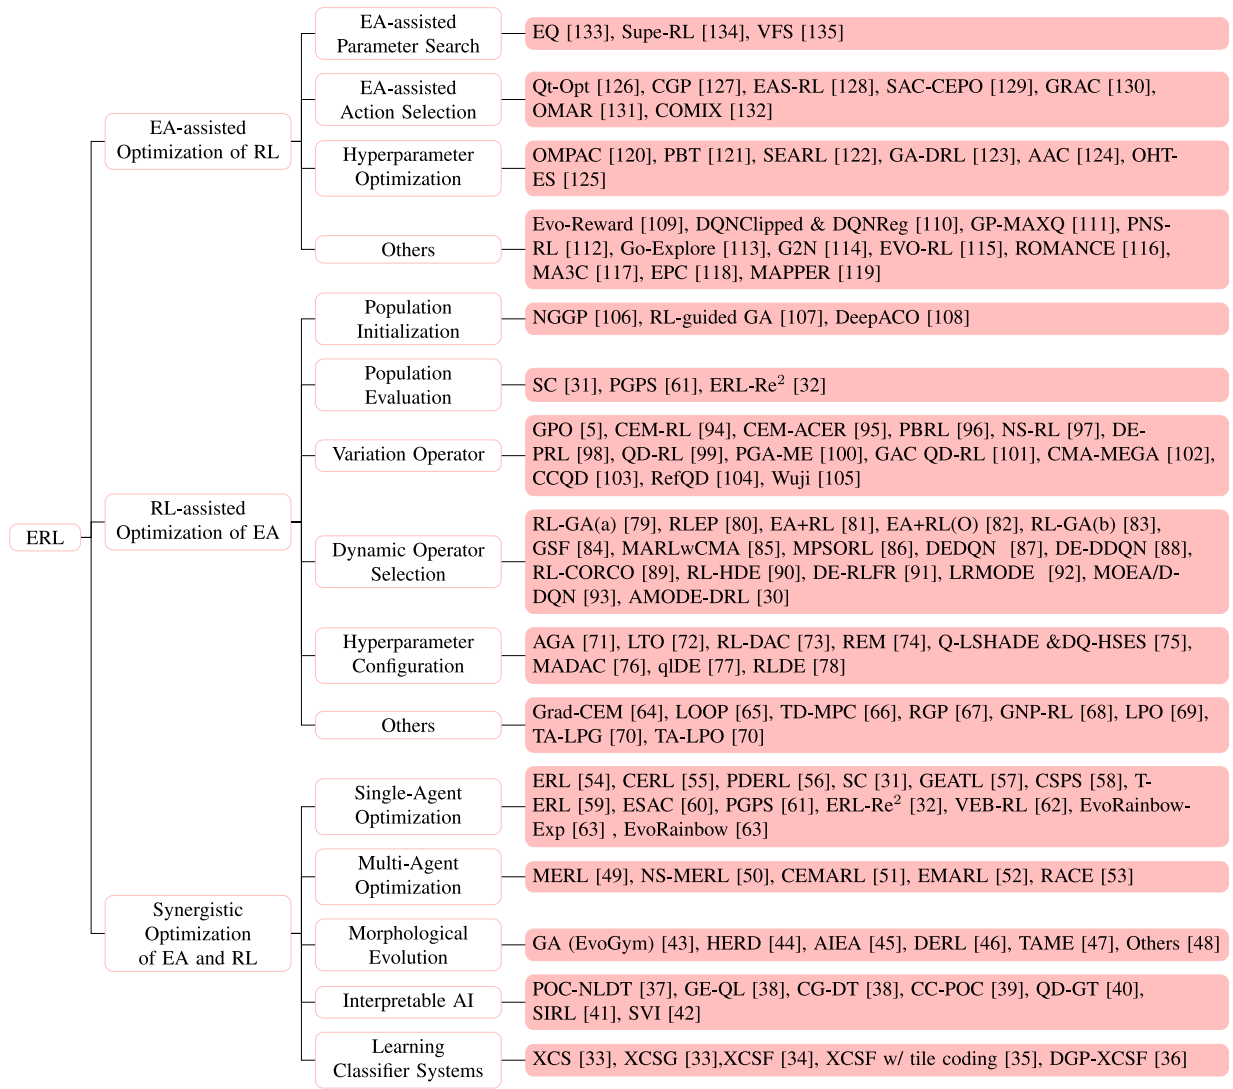 ERL
EA-assisted
Optimization of RL
EA-assisted
Parameter Search
EQ [133], Supe-RL [134], VFS [135]
EA-assisted
Action Selection
Qt-Opt [126], CGP [127], EAS-RL [128], SAC-CEPO [129], GRAC [130],
OMAR [131], COMIX [132]
Hyperparameter
Optimization
OMPAC [120], PBT [121], SEARL [122], GA-DRL [123], AAC [124], OHT-
ES [125]
Others
Evo-Reward [109], DQNClipped & DQNReg [110], GP-MAXQ [111], PNS-
RL [112], Go-Explore [113], G2N [114], EVO-RL [115], ROMANCE [116],
MA3C [117], EPC [118], MAPPER [119]
RL-assisted
Optimization of EA
Population
Initialization
NGGP [106], RL-guided GA [107], DeepACO [108]
Population
Evaluation
SC [31], PGPS [61], ERL-Re² [32]
Variation Operator
GPO [5], CEM-RL [94], CEM-ACER [95], PBRL [96], NS-RL [97], DE-
PRL [98], QD-RL [99], PGA-ME [100], GAC QD-RL [101], CMA-MEGA [102],
CCQD [103], RefQD [104], Wuji [105]
Dynamic Operator
Selection
RL-GA(a) [79], RLEP [80], EA+RL [81], EA+RL(O) [82], RL-GA(b) [83],
GSF [84], MARLwCMA [85], MPSORL [86], DEDQN [87], DE-DDQN [88],
RL-CORCO [89], RL-HDE [90], DE-RLFR [91], LRMODE [92], MOEA/D-
DQN [93], AMODE-DRL [30]
Hyperparameter
Configuration
AGA [71], LTO [72], RL-DAC [73], REM [74], Q-LSHADE &DQ-HSES [75],
MADAC [76], qlDE [77], RLDE [78]
Others
Grad-CEM [64], LOOP [65], TD-MPC [66], RGP [67], GNP-RL [68], LPO [69],
TA-LPG [70], TA-LPO [70]
Synergistic
Optimization
of EA and RL
Single-Agent
Optimization
ERL [54], CERL [55], PDERL [56], SC [31], GEATL [57], CSPS [58], T-
ERL [59], ESAC [60], PGPS [61], ERL-Re² [32], VEB-RL [62], EvoRainbow-
Exp [63] , EvoRainbow [63]
Multi-Agent
Optimization
MERL [49], NS-MERL [50], CEMARL [51], EMARL [52], RACE [53]
Morphological
Evolution
GA (EvoGym) [43], HERD [44], AIEA [45], DERL [46], TAME [47], Others [48]
Interpretable AI
POC-NLDT [37], GE-QL [38], CG-DT [38], CC-POC [39], QD-GT [40],
SIRL [41], SVI [42]
Learning
Classifier Systems
XCS [33], XCSG [33],XCSF [34], XCSF w/ tile coding [35], DGP-XCSF [36]